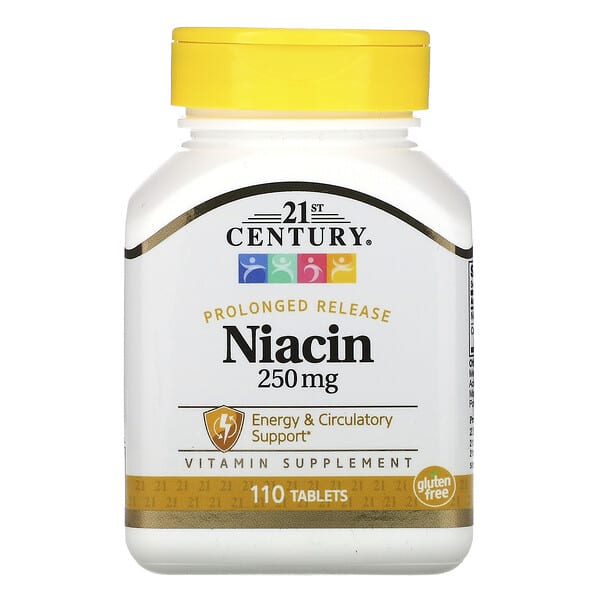 21ST
CENTURY®
PROLONGED RELEASE
Niacin
250 mg
Energy & Circulatory
Support*
VITAMIN SUPPLEMENT
110 TABLETS
gluten
free